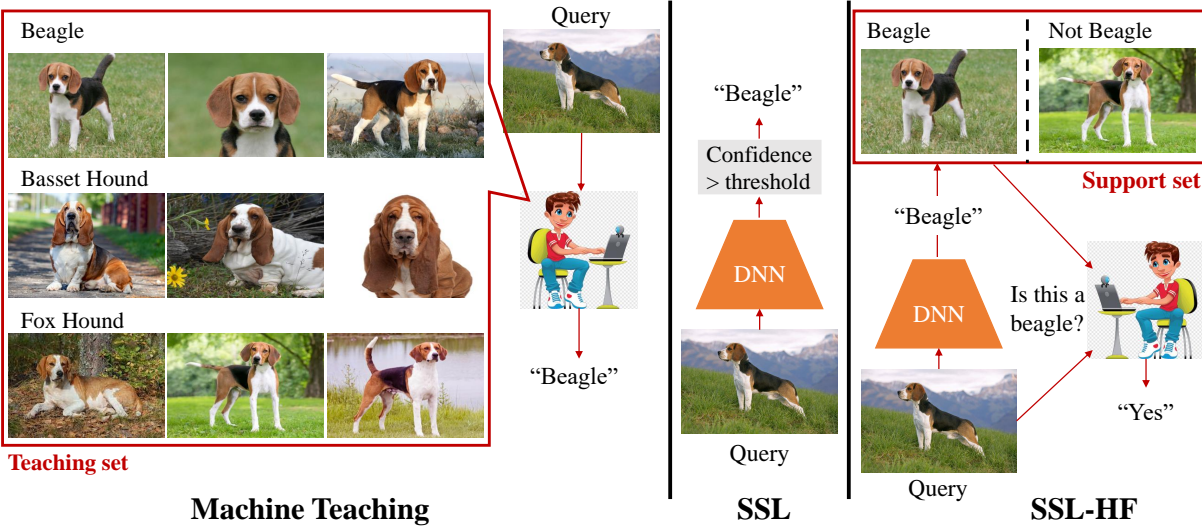 Beagle
Basset Hound
Fox Hound
Teaching set
Query
“Beagle”
Machine Teaching
“Beagle”
Confidence
> threshold
DNN
Query
SSL
Beagle
Not Beagle
Support set
“Beagle”
DNN
Is this a
beagle?
“Yes”
Query
SSL-HF